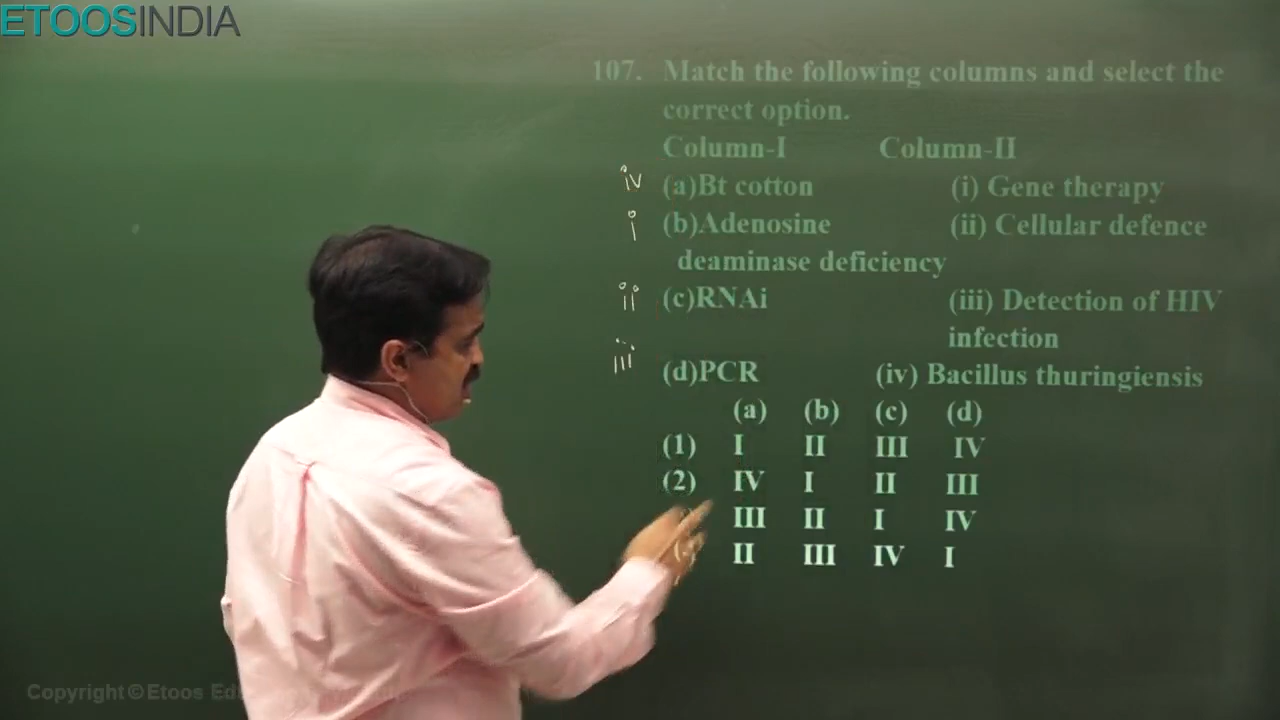 ETOOSINDIA
107. Match the following columns and select the
correct option.
Column-I Column-II
iv (a)Bt cotton (i) Gene therapy
i (b)Adenosine (ii) Cellular defence
deaminase deficiency
ii (c)RNAi (iii) Detection of HIV
infection
iii (d)PCR (iv) Bacillus thuringiensis
(a) (b) (c) (d)
(1) I II III IV
(2) IV I II III
III II I IV
II III IV I
Copyright © Etoos